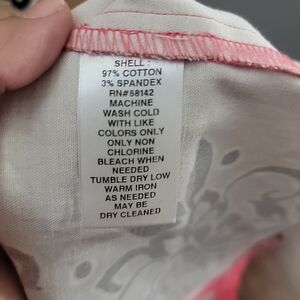 SHELL:
97% COTTON
3% SPANDEX
RN#58142
MACHINE
WASH COLD
WITH LIKE
COLORS ONLY
ONLY NON
CHLORINE
BLEACH WHEN
NEEDED
TUMBLE DRY LOW
WARM IRON
AS NEEDED
MAY BE
DRY CLEANED